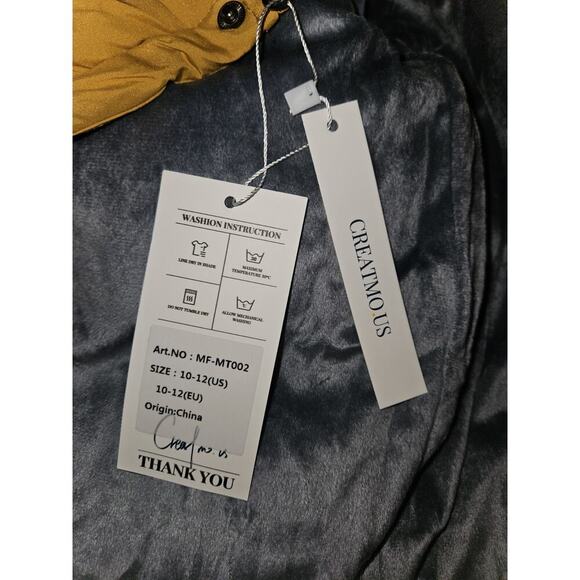 WASHION INSTRUCTION
LINE DRY IN SHADE
MAXIMUM
TEMPERATURE 30ºC
DO NOT TUMBLE DRY
ALLOW MECHANICAL
WASHING
Art.NO : MF-MT002
SIZE : 10-12(US)
10-12(EU)
Origin:China
Creatmo.us
THANK YOU
CREATMO.US